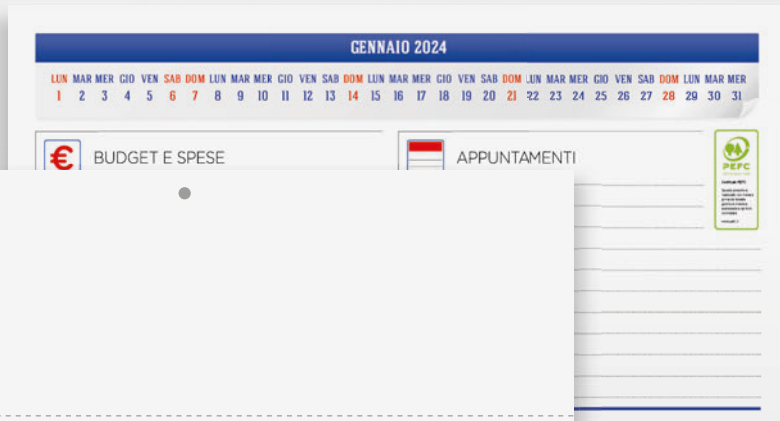 GENNAIO 2024
LUN MAR MER GIO VEN SAB DOM LUN MAR MER GIO VEN SAB DOM LUN MAR MER GIO VEN SAB DOM LUN MAR MER GIO VEN SAB DOM LUN MAR MER
1 2 3 4 5 6 7 8 9 10 11 12 13 14 15 16 17 18 19 20 21 22 23 24 25 26 27 28 29 30 31
€ BUDGET E SPESE
APPUNTAMENTI
PEFC